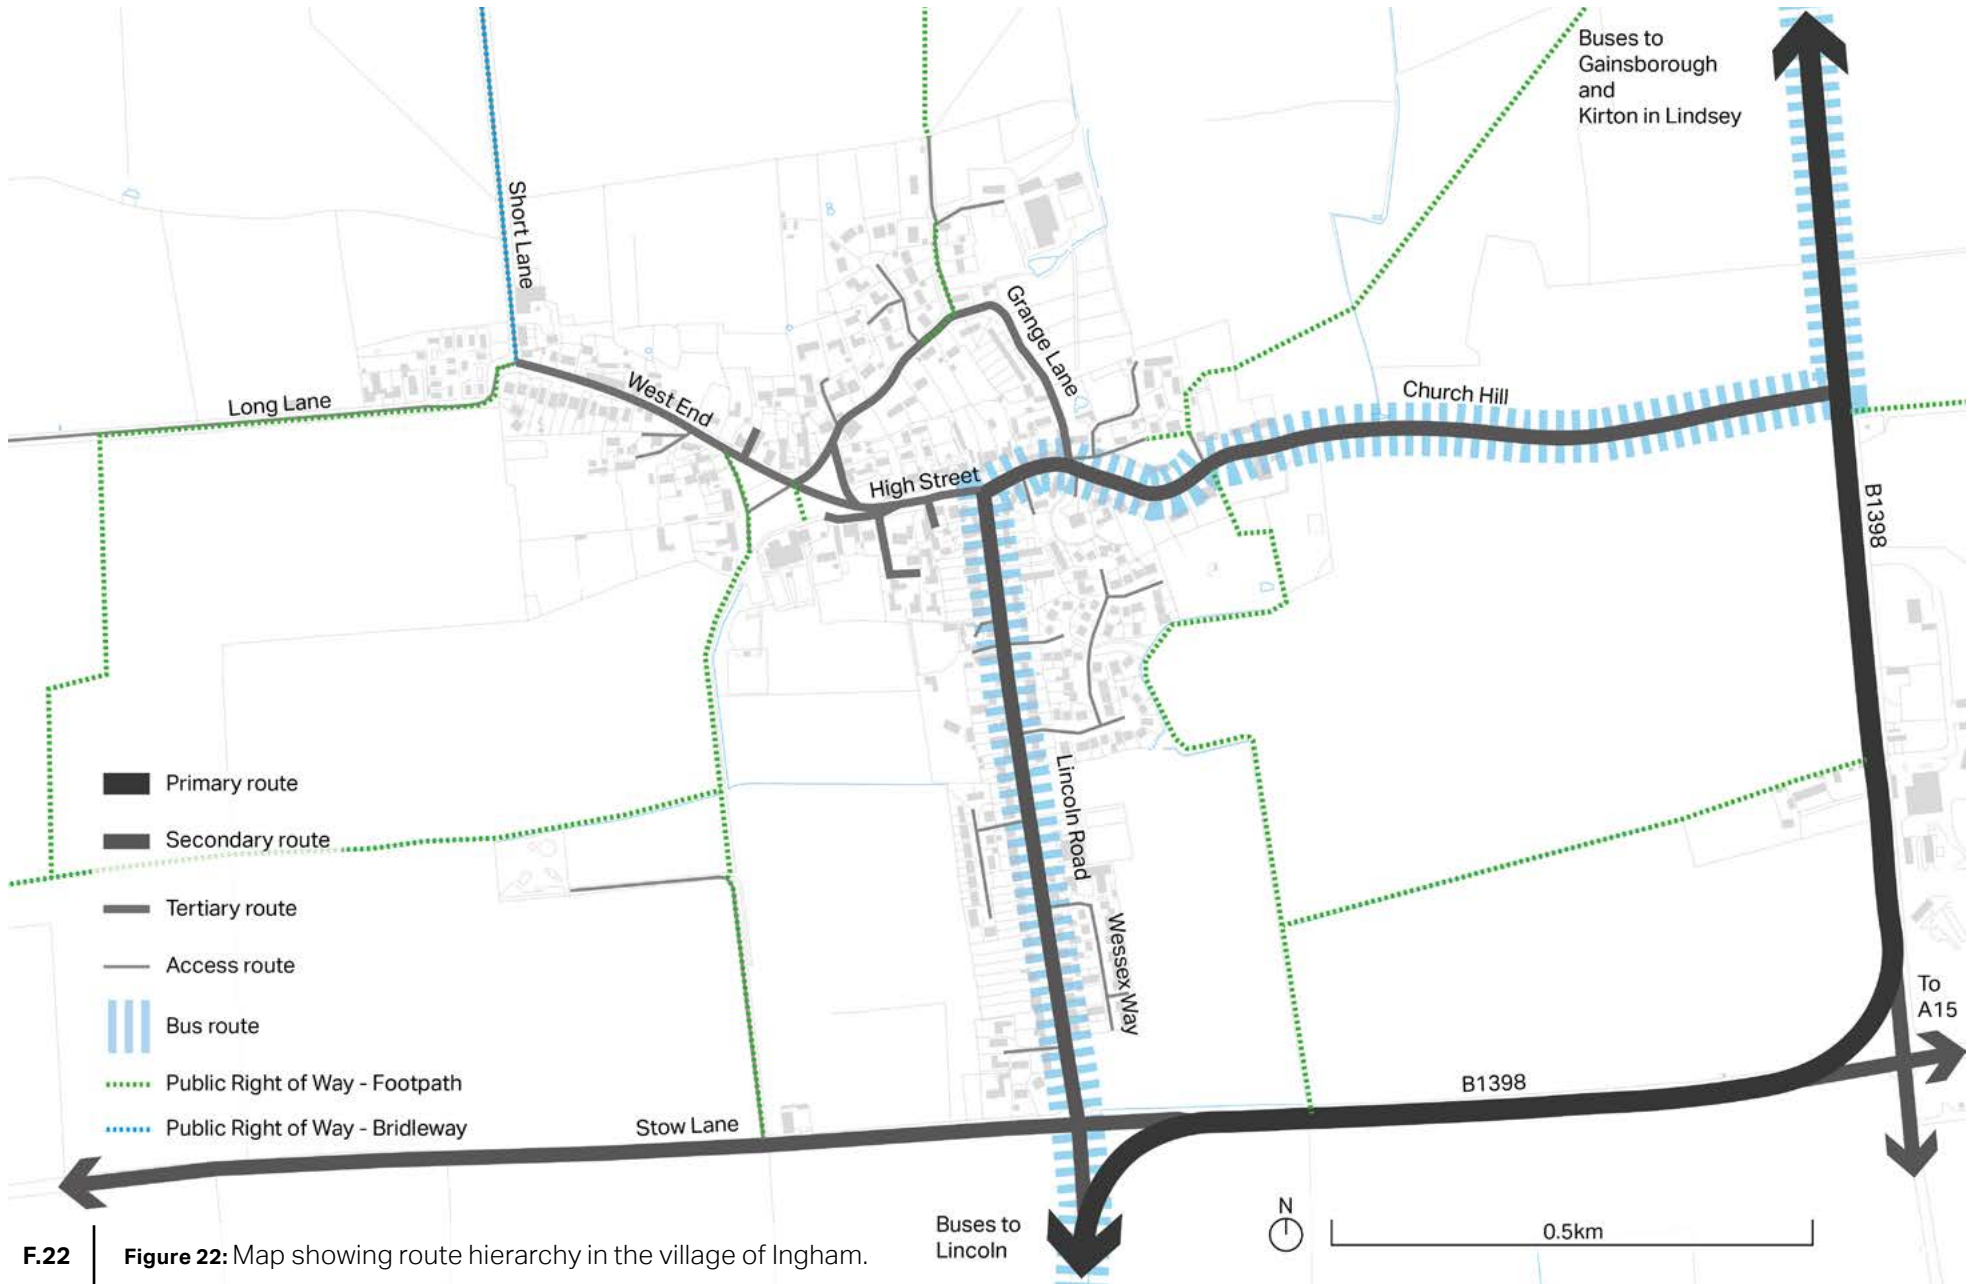 Buses to
Gainsborough
and
Kirton in Lindsey
Short Lane
Grange Lane
West End
Long Lane
Church Hill
High Street
B1398
Lincoln Road
Wessex Way
Primary route
Secondary route
Tertiary route
Access route
Bus route
Public Right of Way - Footpath
Public Right of Way - Bridleway
To
A15
B1398
Stow Lane
Buses to
Lincoln
N
0.5km
F.22
Figure 22: Map showing route hierarchy in the village of Ingham.